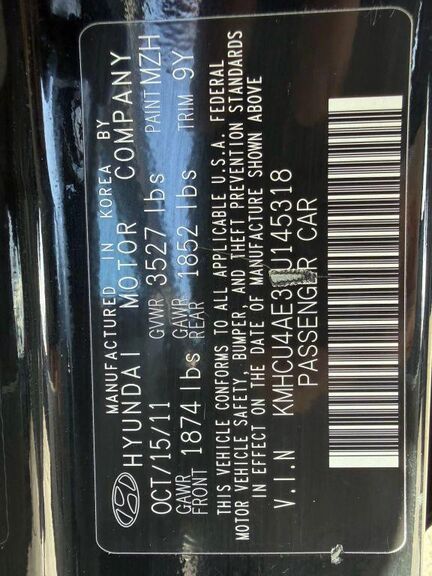 MANUFACTURED IN KOREA BY
HYUNDAI MOTOR COMPANY
OCT/15/11 GVWR 3527 lbs PAINT MZH
GAWR FRONT 1874 lbs GAWR REAR 1852 lbs TRIM 9Y
THIS VEHICLE CONFORMS TO ALL APPLICABLE U.S.A. FEDERAL
MOTOR VEHICLE SAFETY, BUMPER, AND THEFT PREVENTION STANDARDS
IN EFFECT ON THE DATE OF MANUFACTURE SHOWN ABOVE
V.I.N
PASSENGER CAR